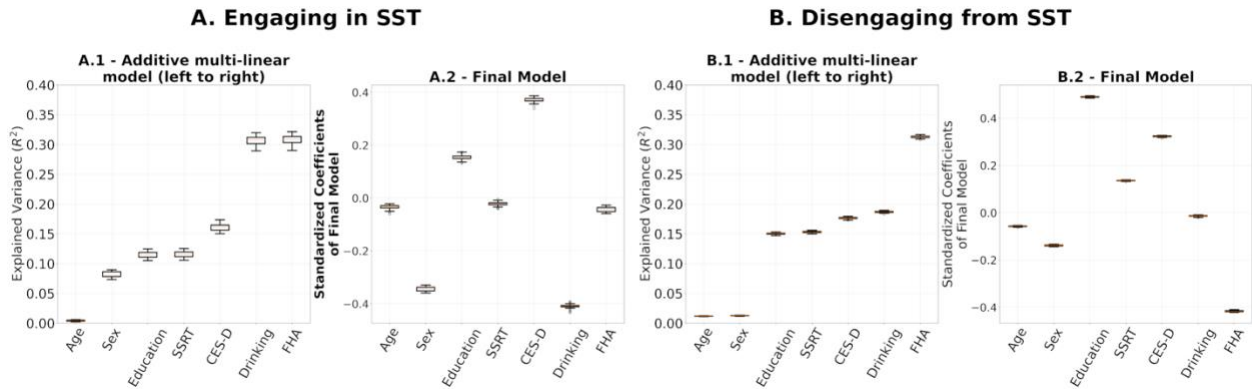 A. Engaging in SST
B. Disengaging from SST
A.1 - Additive multi-linear
model (left to right)
Explained Variance (R²)
0.40
0.35
0.30
0.25
0.20
0.15
0.10
0.05
0.00
Age
Sex
Education
SSRT
CES-D
Drinking
FHA
A.2 - Final Model
Standardized Coefficients
of Final Model
0.4
0.2
0.0
−0.2
−0.4
Age
Sex
Education
SSRT
CES-D
Drinking
FHA
B.1 - Additive multi-linear
model (left to right)
Explained Variance (R²)
0.40
0.35
0.30
0.25
0.20
0.15
0.10
0.05
0.00
Age
Sex
Education
SSRT
CES-D
Drinking
FHA
B.2 - Final Model
Standardized Coefficients
of Final Model
0.4
0.2
0.0
−0.2
−0.4
Age
Sex
Education
SSRT
CES-D
Drinking
FHA